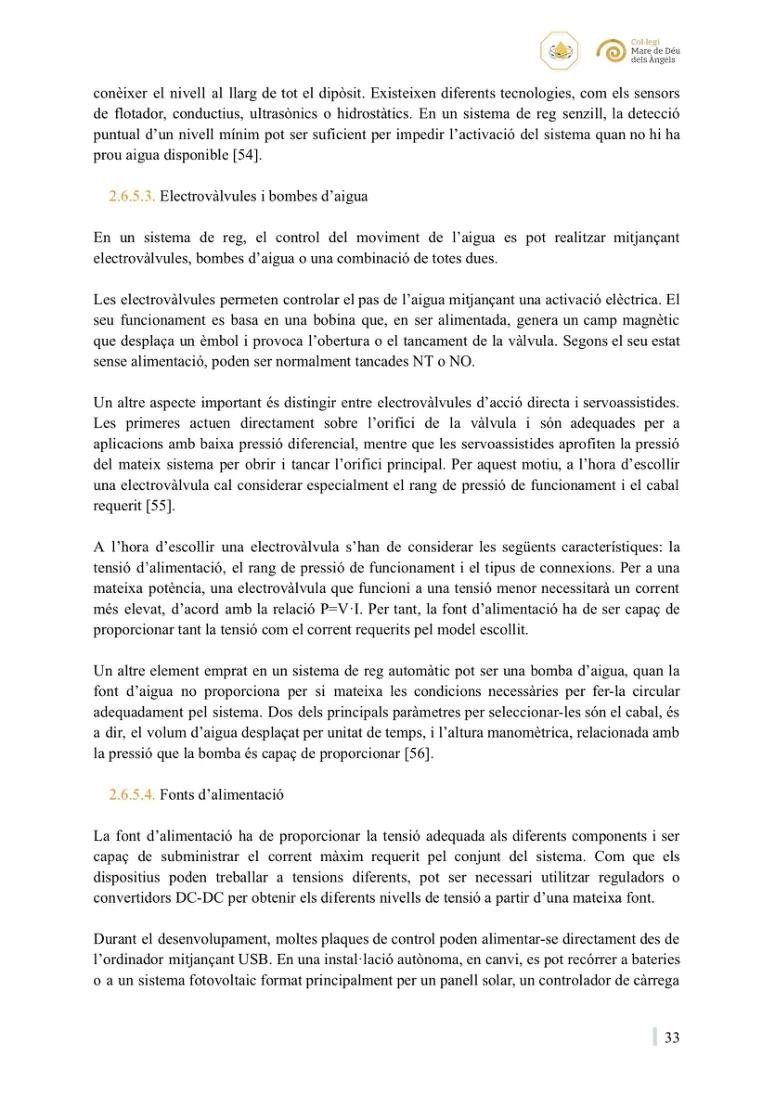 Col·legi
Mare de Déu
dels Àngels
conèixer el nivell al llarg de tot el dipòsit. Existeixen diferents tecnologies, com els sensors
de flotador, conductius, ultrasònics o hidrostàtics. En un sistema de reg senzill, la detecció
puntual d’un nivell mínim pot ser suficient per impedir l’activació del sistema quan no hi ha
prou aigua disponible [54].
2.6.5.3. Electrovàlvules i bombes d’aigua
En un sistema de reg, el control del moviment de l’aigua es pot realitzar mitjançant
electrovàlvules, bombes d’aigua o una combinació de totes dues.
Les electrovàlvules permeten controlar el pas de l’aigua mitjançant una activació elèctrica. El
seu funcionament es basa en una bobina que, en ser alimentada, genera un camp magnètic
que desplaça un èmbol i provoca l’obertura o el tancament de la vàlvula. Segons el seu estat
sense alimentació, poden ser normalment tancades NT o NO.
Un altre aspecte important és distingir entre electrovàlvules d’acció directa i servoassistides.
Les primeres actuen directament sobre l’orifici de la vàlvula i són adequades per a
aplicacions amb baixa pressió diferencial, mentre que les servoassistides aprofiten la pressió
del mateix sistema per obrir i tancar l’orifici principal. Per aquest motiu, a l’hora d’escollir
una electrovàlvula cal considerar especialment el rang de pressió de funcionament i el cabal
requerit [55].
A l’hora d’escollir una electrovàlvula s’han de considerar les següents característiques: la
tensió d’alimentació, el rang de pressió de funcionament i el tipus de connexions. Per a una
mateixa potència, una electrovàlvula que funcioni a una tensió menor necessitarà un corrent
més elevat, d’acord amb la relació P=V·I. Per tant, la font d’alimentació ha de ser capaç de
proporcionar tant la tensió com el corrent requerits pel model escollit.
Un altre element emprat en un sistema de reg automàtic pot ser una bomba d’aigua, quan la
font d’aigua no proporciona per si mateixa les condicions necessàries per fer-la circular
adequadament pel sistema. Dos dels principals paràmetres per seleccionar-les són el cabal, és
a dir, el volum d’aigua desplaçat per unitat de temps, i l’altura manomètrica, relacionada amb
la pressió que la bomba és capaç de proporcionar [56].
2.6.5.4. Fonts d’alimentació
La font d’alimentació ha de proporcionar la tensió adequada als diferents components i ser
capaç de subministrar el corrent màxim requerit pel conjunt del sistema. Com que els
dispositius poden treballar a tensions diferents, pot ser necessari utilitzar reguladors o
convertidors DC-DC per obtenir els diferents nivells de tensió a partir d’una mateixa font.
Durant el desenvolupament, moltes plaques de control poden alimentar-se directament des de
l’ordinador mitjançant USB. En una instal·lació autònoma, en canvi, es pot recórrer a bateries
o a un sistema fotovoltaic format principalment per un panell solar, un controlador de càrrega
33